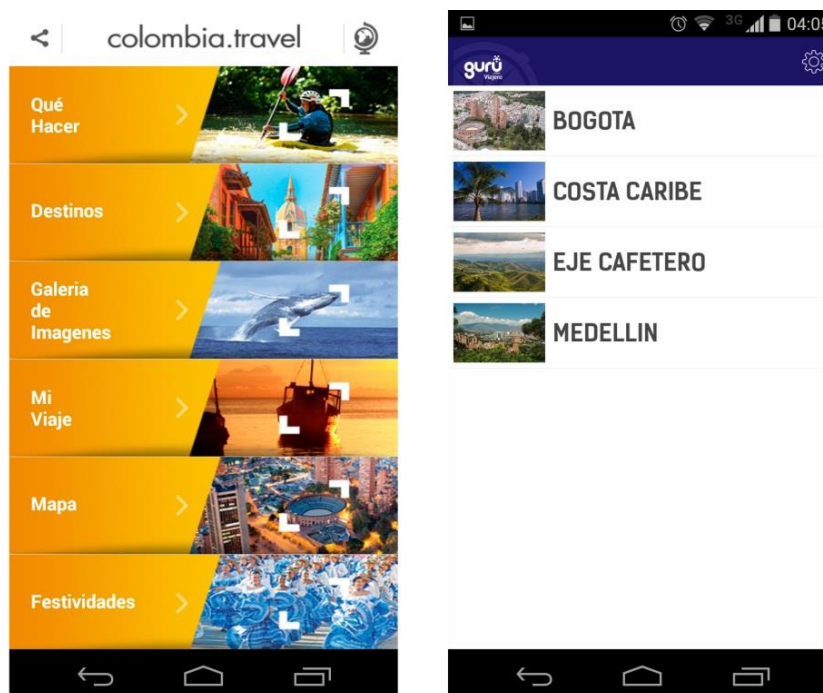 colombia.travel
Qué
Hacer
Destinos
Galeria
de
Imagenes
Mi
Viaje
Mapa
Festividades
3G 04:05
gurú
Viajero
BOGOTA
COSTA CARIBE
EJE CAFETERO
MEDELLIN